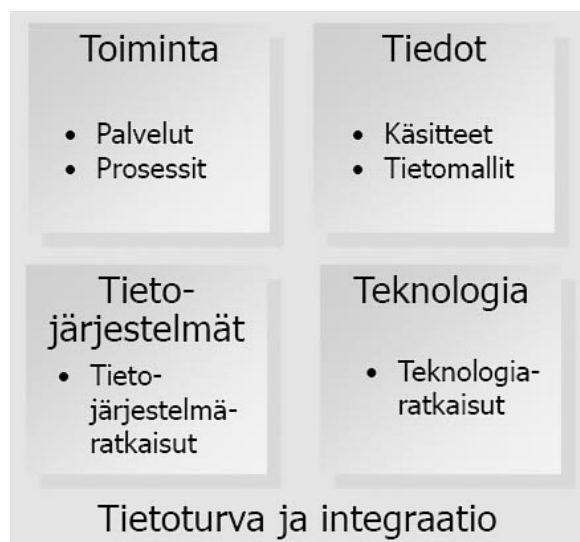 Toiminta
• Palvelut
• Prosessit
Tiedot
• Käsitteet
• Tietomallit
Tieto-
järjestelmät
• Tieto-
järjestelmä-
ratkaisut
Teknologia
• Teknologia-
ratkaisut
Tietoturva ja integraatio